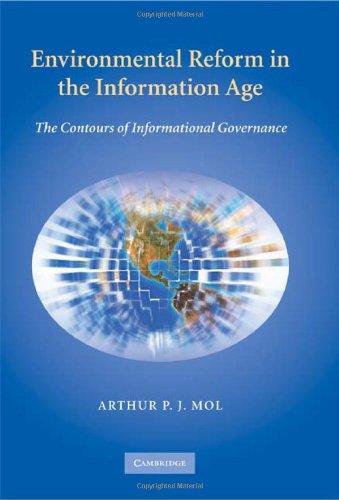 Environmental Reform in
the Information Age
The Contours of Informational Governance
ARTHUR P. J. MOL
CAMBRIDGE